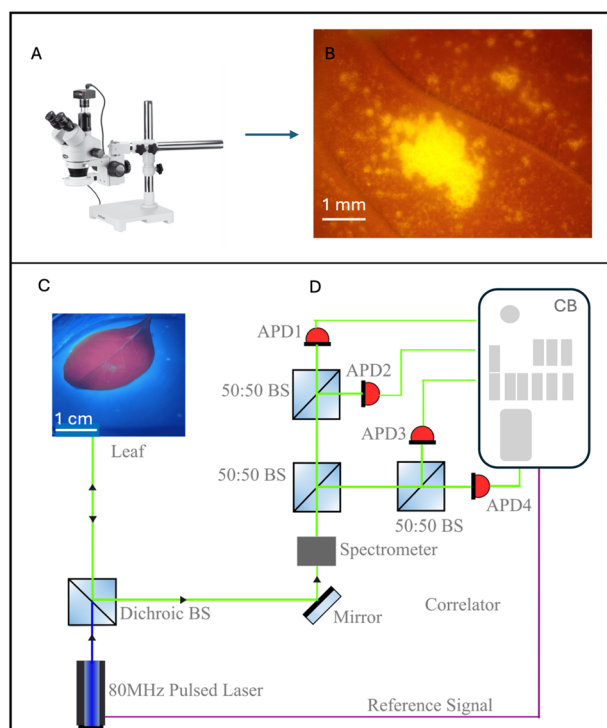 A
B
1 mm
C
D
CB
APD1
APD2
50:50 BS
1 cm
APD3
Leaf
50:50 BS
APD4
50:50 BS
Spectrometer
Dichroic BS
Mirror
Correlator
80MHz Pulsed Laser
Reference Signal